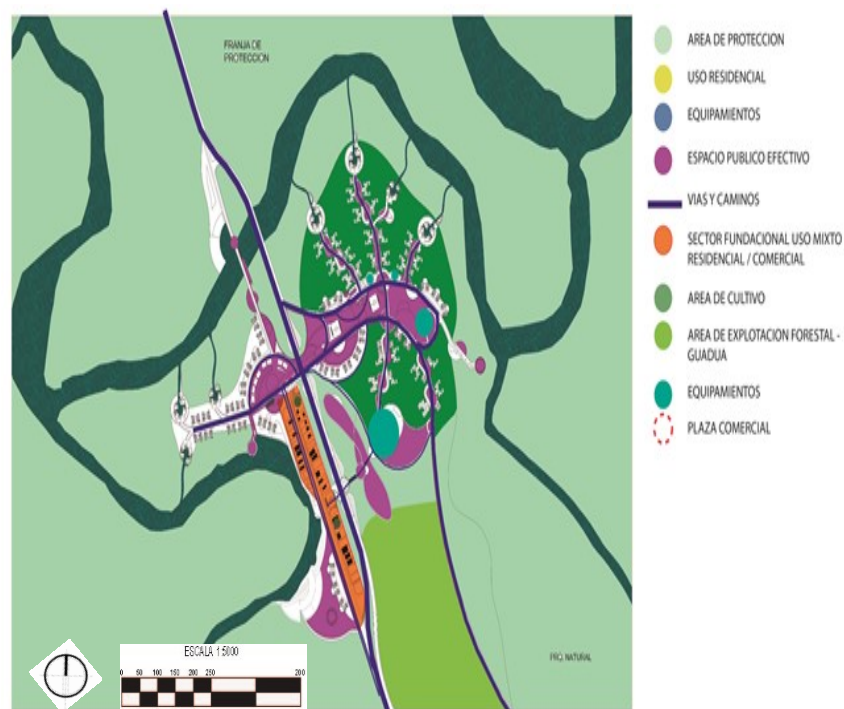 FRANJA DE
PROTECCION
AREA DE PROTECCION
USO RESIDENCIAL
EQUIPAMIENTOS
ESPACIO PUBLICO EFECTIVO
VIAS Y CAMINOS
SECTOR FUNDACIONAL USO MIXTO
RESIDENCIAL / COMERCIAL
AREA DE CULTIVO
AREA DE EXPLOTACION FORESTAL -
GUADUA
EQUIPAMIENTOS
PLAZA COMERCIAL
PRQ. NATURAL
ESCALA 1:5000
0 50 100 150 200 250 200